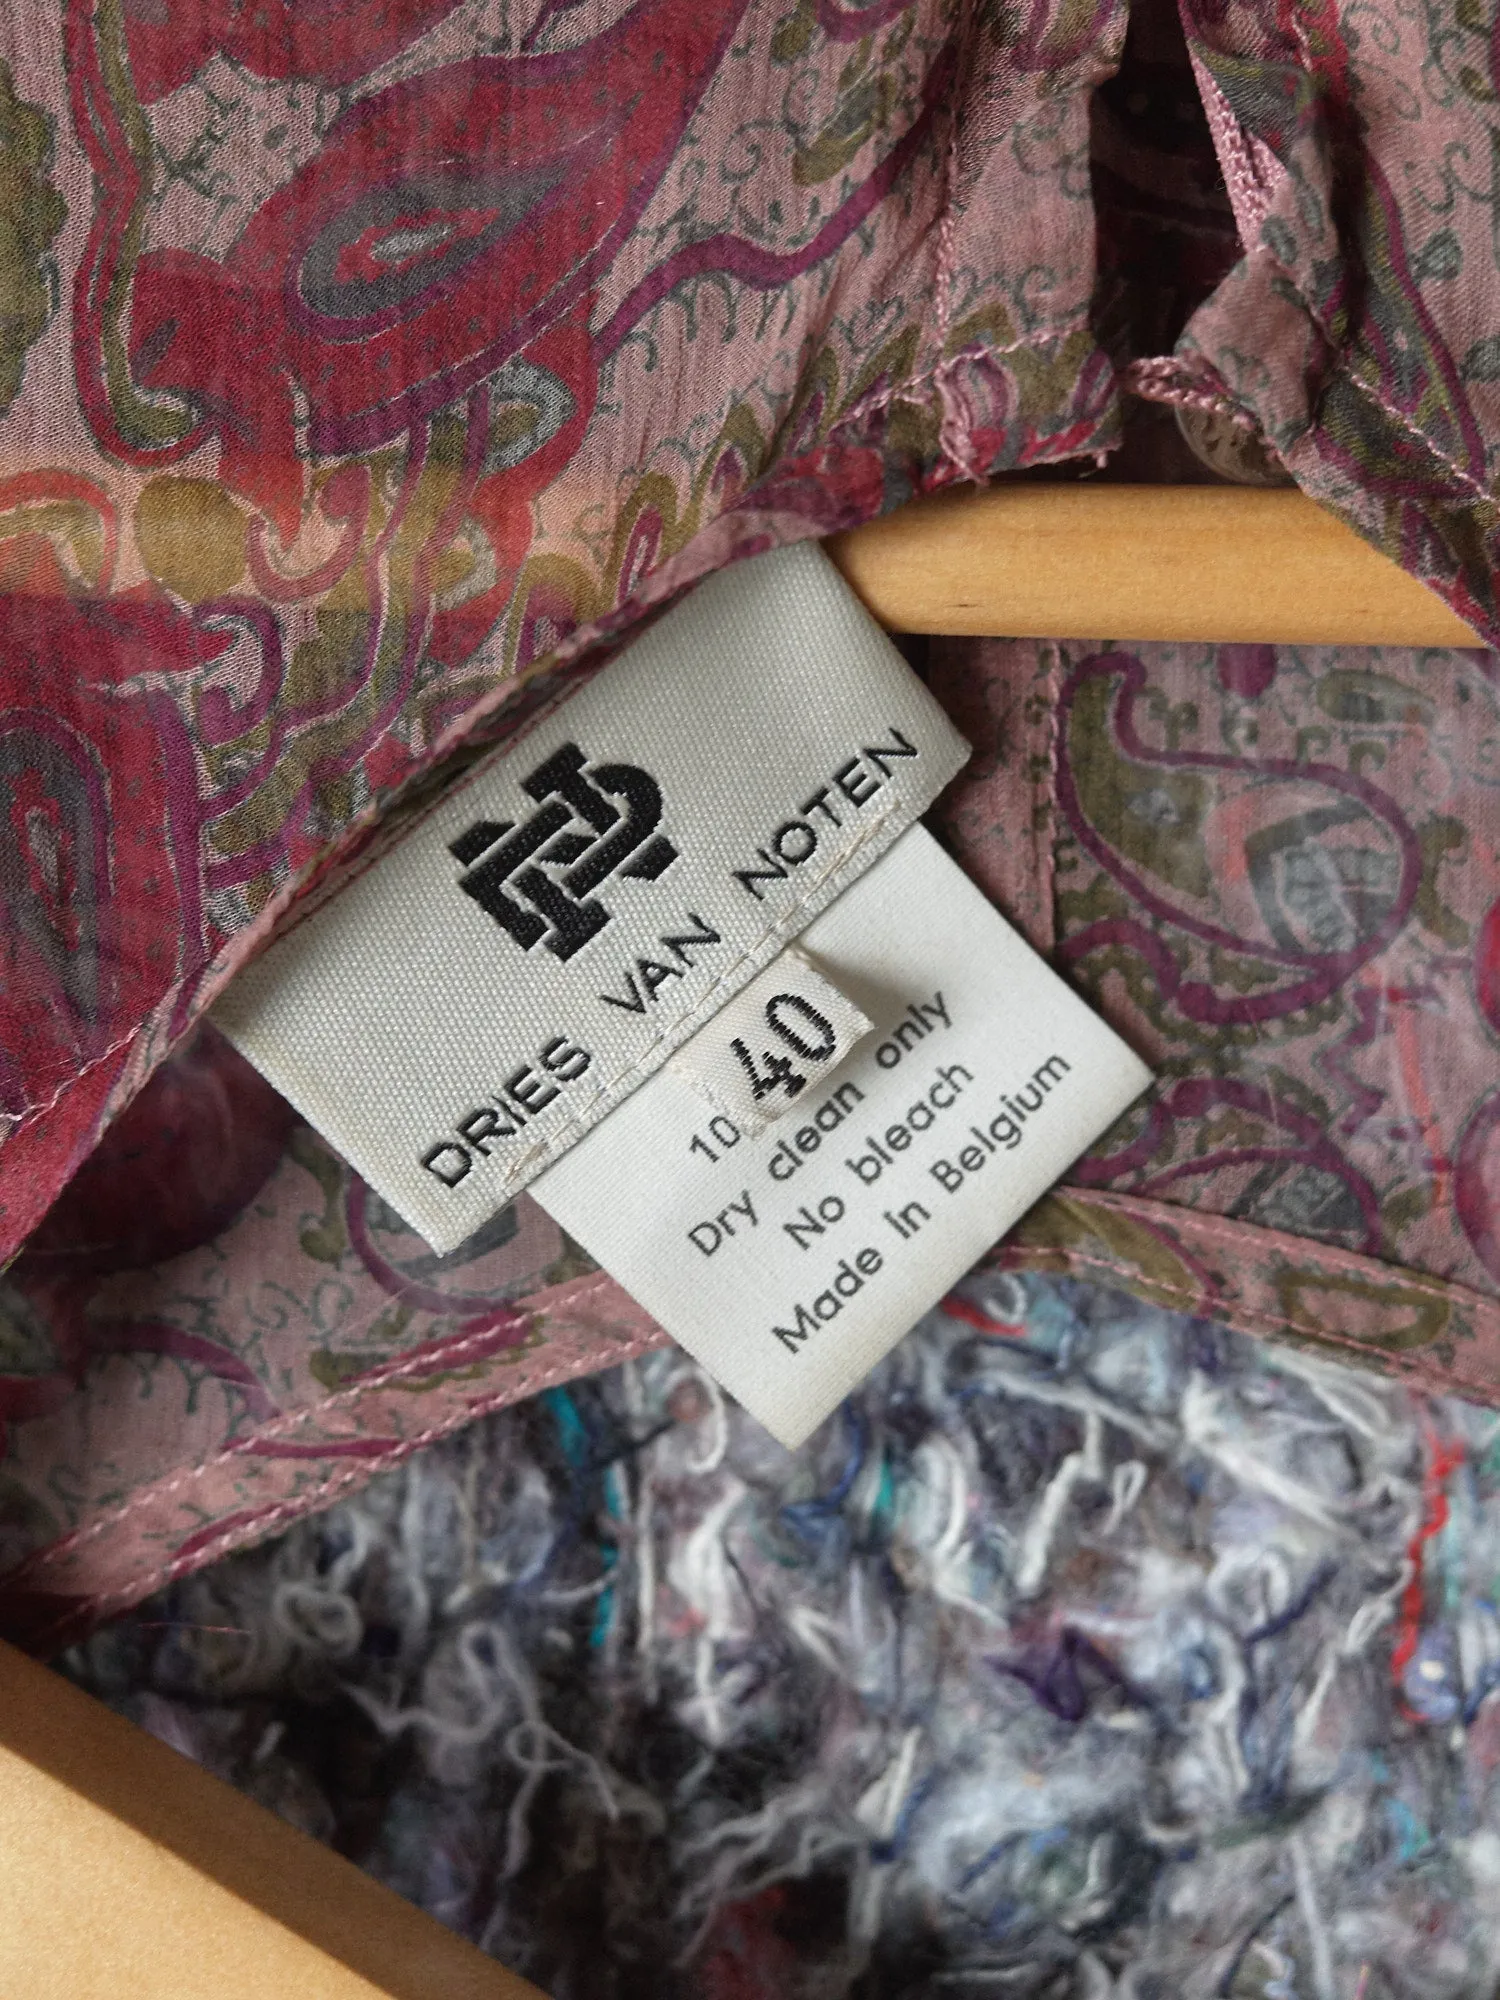 DRIES VAN NOTEN
40
10
Dry clean only
No bleach
Made in Belgium